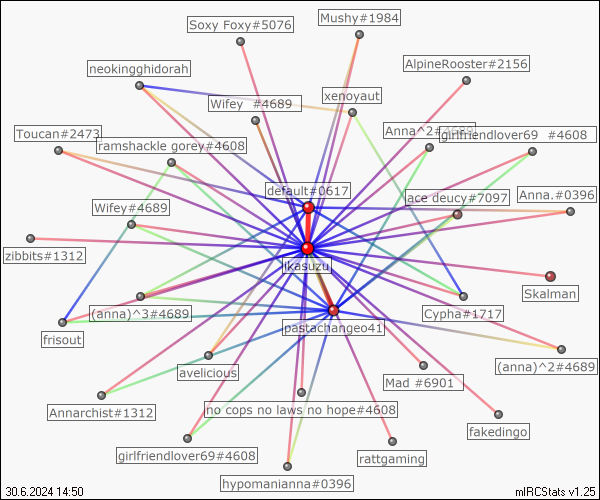 Mushy#1984
Soxy Foxy#5076
AlpineRooster#2156
neokingghidorah
xenoyaut
Wifey #4689
Toucan#2473
Anna^2#4689
girlfriendlover69 #4608
ramshackle gorey#4608
default#0617
ace deucy#7097
Anna.#0396
Wifey#4689
zibbits#1312
likasuzu
Skalman
(anna)^3#4689
Cypha#1717
pastachangeo41
frisout
(anna)^2#4689
avelicious
Mad #6901
Annarchist#1312
no cops no laws no hope#4608
fakedingo
girlfriendlover69#4608
rattgaming
hypomanianna#0396
30.6.2024 14:50
mIRCStats v1.25